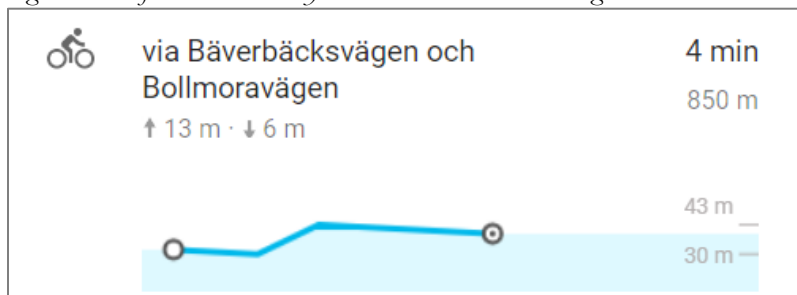 via Bäverbäcksvägen och
Bollmoravägen
4 min
850 m
↑ 13 m · ↓ 6 m
43 m
30 m